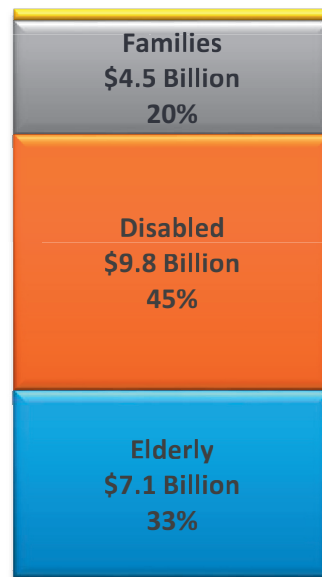 Families
$4.5 Billion
20%
Disabled
$9.8 Billion
45%
Elderly
$7.1 Billion
33%